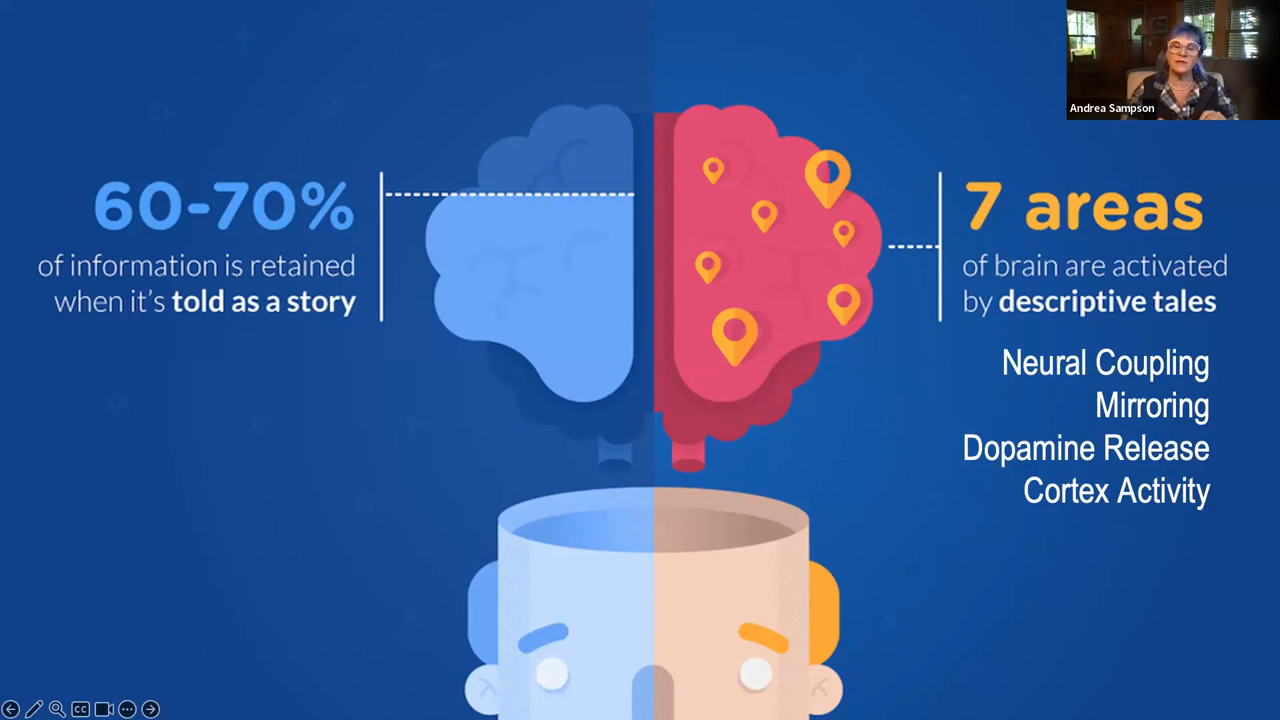 Andrea Sampson
60-70%
of information is retained
when it’s told as a story
7 areas
of brain are activated
by descriptive tales
Neural Coupling
Mirroring
Dopamine Release
Cortex Activity
CC